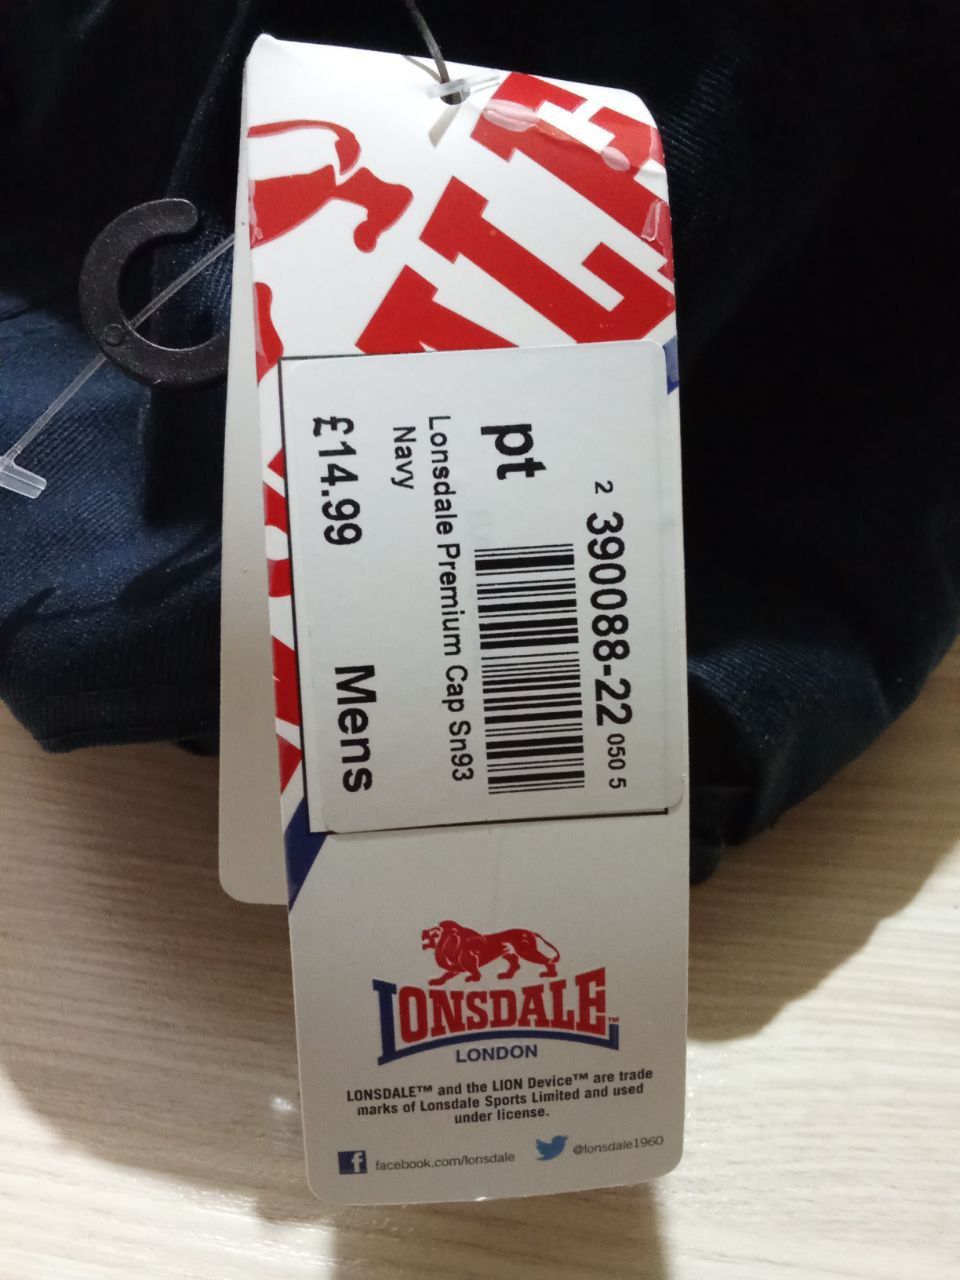 2 390088-22 050 5
pt
Lonsdale Premium Cap Sn93
Navy
£14.99 Mens
LONSDALE™
LONDON
LONSDALE™ and the LION Device™ are trade
marks of Lonsdale Sports Limited and used
under license.
facebook.com/lonsdale @lonsdale1960